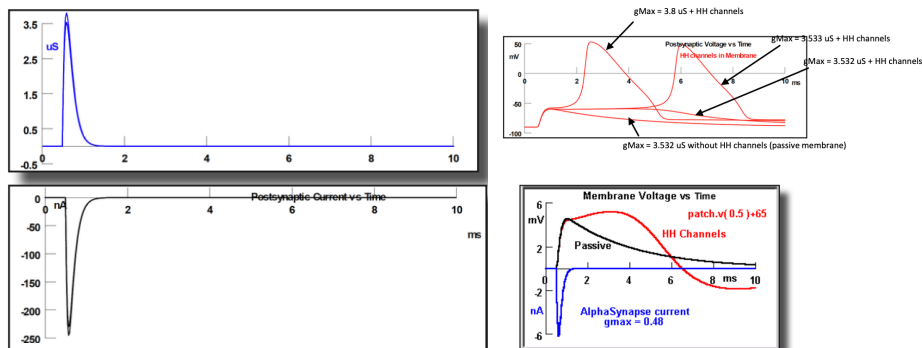 3.5
uS
2.5
1.5
0.5
0 2 4 6 8 10
-0.5
gMax = 3.8 uS + HH channels
gMax = 3.533 uS + HH channels
gMax = 3.532 uS + HH channels
50
Postsynaptic Voltage vs Time
mV
HH channels in Membrane
0
2 4 6 8 10
ms
-50
-100
gMax = 3.532 uS without HH channels (passive membrane)
0
nA
Postsynaptic Current vs Time
2 4 6 8 10
ms
-50
-100
-150
-200
-250
Membrane Voltage vs Time
6
mV
patch.v( 0.5 )+65
HH Channels
2
Passive
2 4 6 8 10
ms
-2
nA
AlphaSynapse current
gmax = 0.48
-6